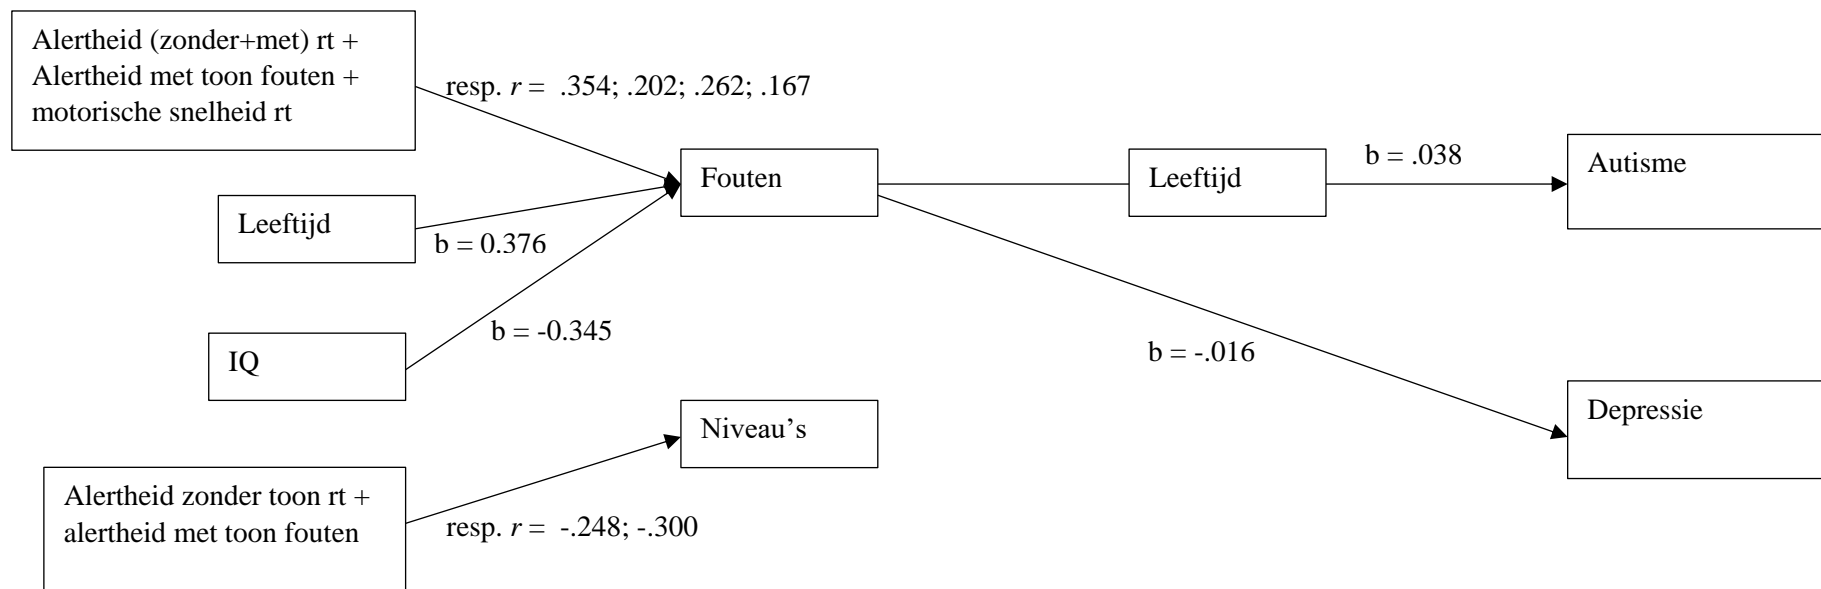 Alertheid (zonder+met) rt +
Alertheid met toon fouten +
motorische snelheid rt
resp. r = .354; .202; .262; .167
Leeftijd
b = 0.376
IQ
b = -0.345
Fouten
Leeftijd
b = .038
Autisme
b = -.016
Depressie
Niveau’s
Alertheid zonder toon rt +
alertheid met toon fouten
resp. r = -.248; -.300